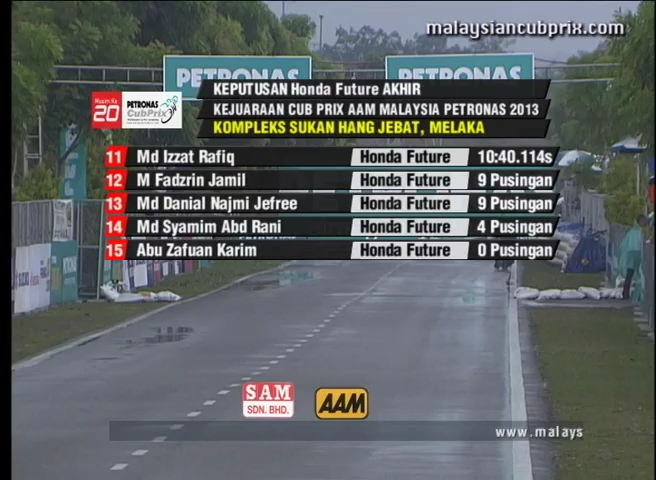 malaysiancubprix.com
PETRONAS PETRONAS
KEPUTUSAN Honda Future AKHIR
Musim Ke 20 PETRONAS CubPrix
KEJUARAAN CUB PRIX AAM MALAYSIA PETRONAS 2013
KOMPLEKS SUKAN HANG JEBAT, MELAKA
11 Md Izzat Rafiq Honda Future 10:40.114s
12 M Fadzrin Jamil Honda Future 9 Pusingan
13 Md Danial Najmi Jefree Honda Future 9 Pusingan
14 Md Syamim Abd Rani Honda Future 4 Pusingan
15 Abu Zafuan Karim Honda Future 0 Pusingan
SAM
SDN. BHD.
AAM
www.malays